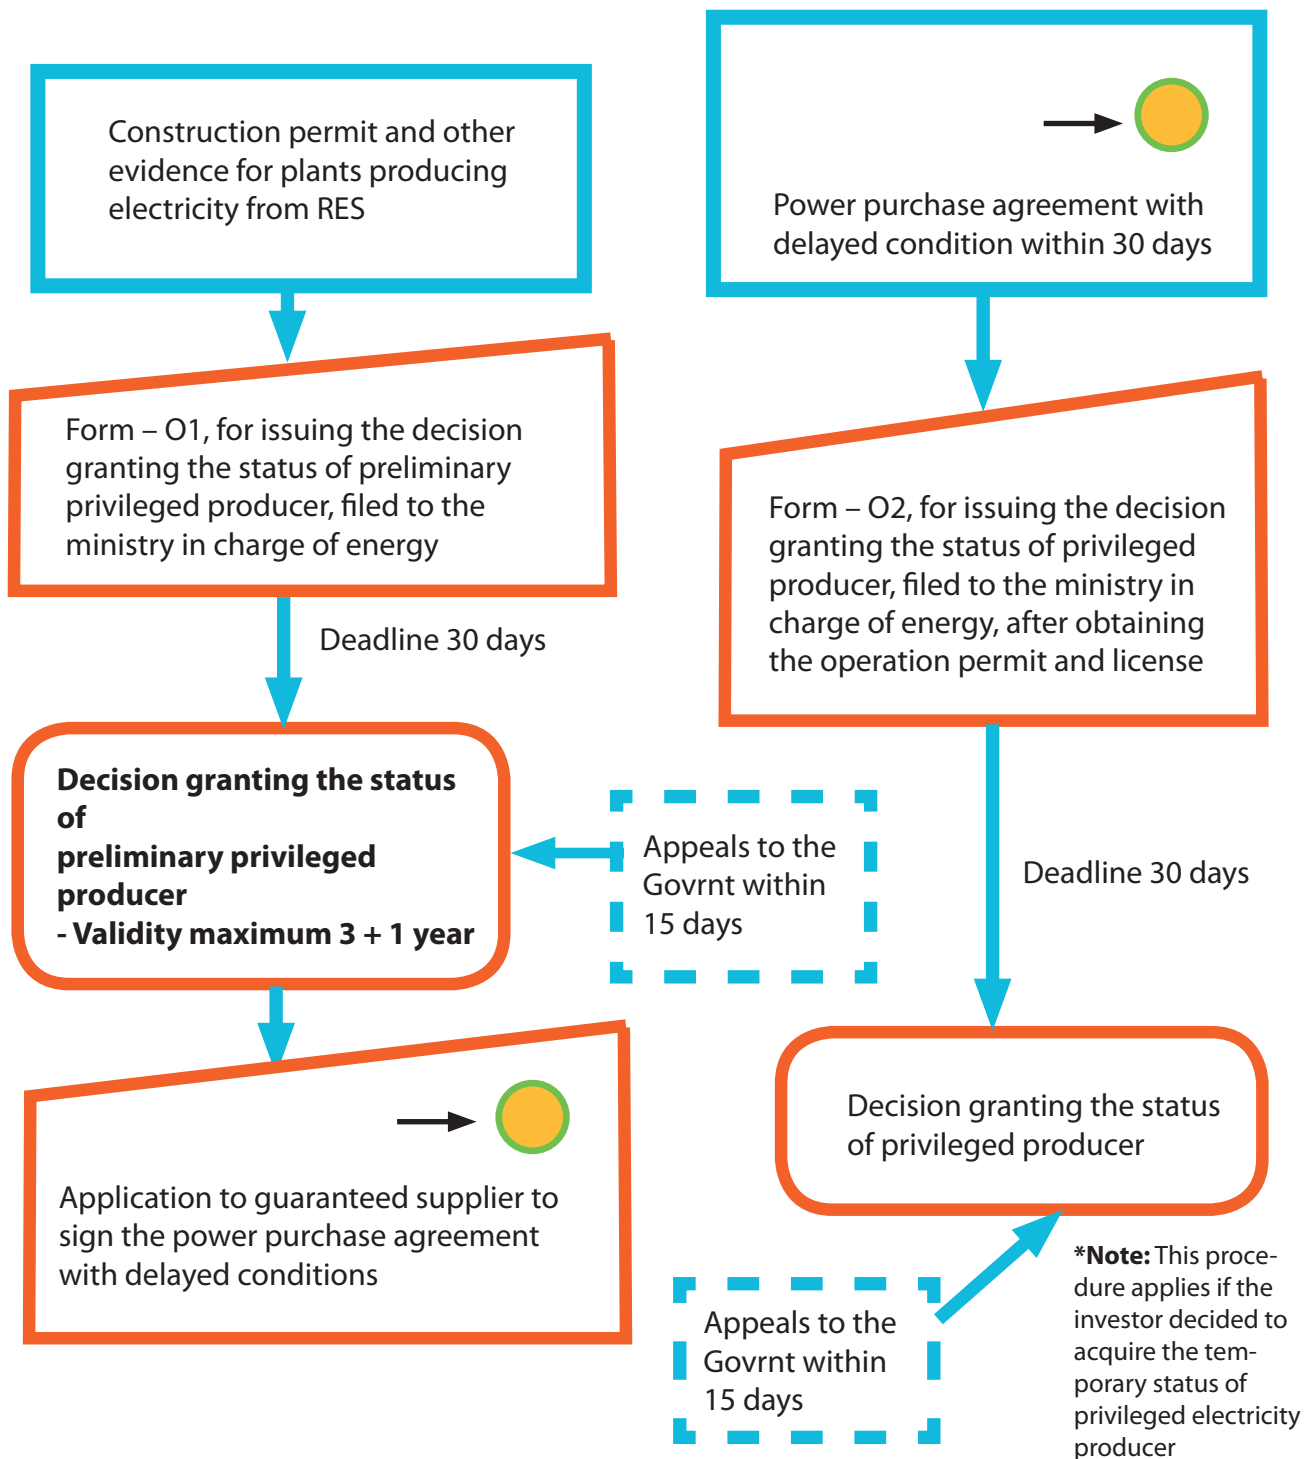 Construction permit and other
evidence for plants producing
electricity from RES
Form – O1, for issuing the decision
granting the status of preliminary
privileged producer, filed to the
ministry in charge of energy
Deadline 30 days
Decision granting the status
of
preliminary privileged
producer
- Validity maximum 3 + 1 year
Appeals to the
Govrnt within
15 days
Application to guaranteed supplier to
sign the power purchase agreement
with delayed conditions
Power purchase agreement with
delayed condition within 30 days
Form – O2, for issuing the decision
granting the status of privileged
producer, filed to the ministry in
charge of energy, after obtaining
the operation permit and license
Deadline 30 days
Decision granting the status
of privileged producer
Appeals to the
Govrnt within
15 days
*Note: This proce-
dure applies if the
investor decided to
acquire the tem-
porary status of
privileged electricity
producer